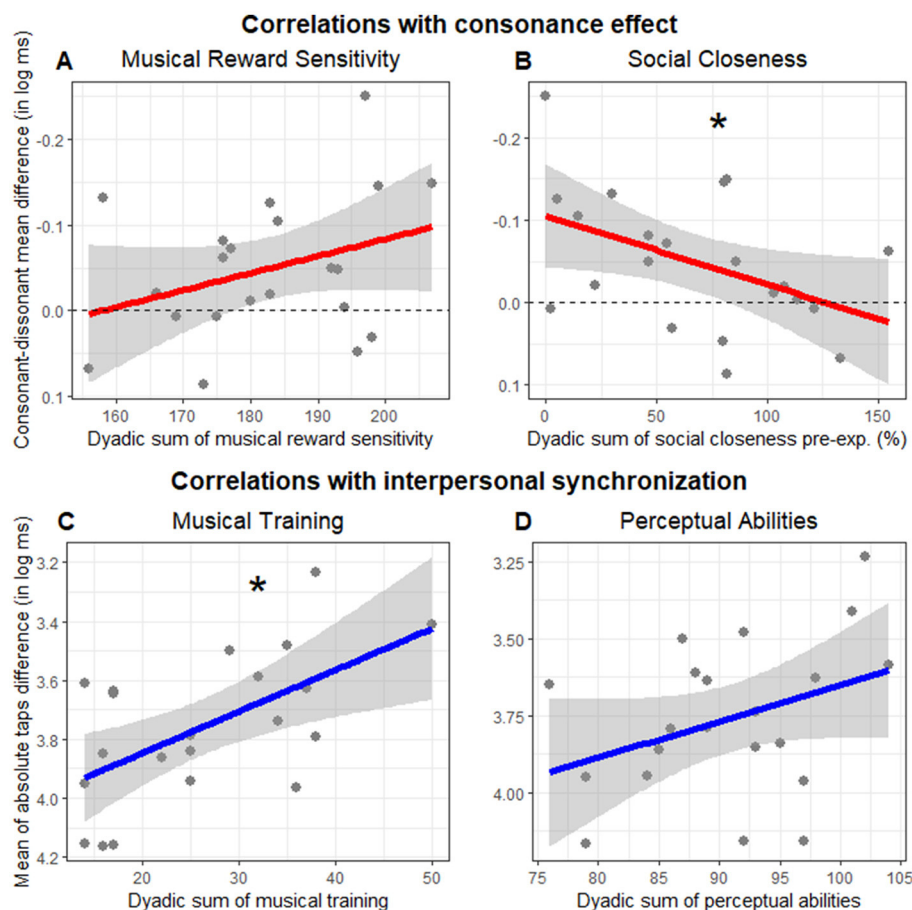 Correlations with consonance effect
A Musical Reward Sensitivity
B Social Closeness
Consonant-dissonant mean difference (in log ms)
-0.2
-0.1
0.0
0.1
160 170 180 190 200
Dyadic sum of musical reward sensitivity
*
-0.2
-0.1
0.0
0.1
0 50 100 150
Dyadic sum of social closeness pre-exp. (%)
Correlations with interpersonal synchronization
C Musical Training
D Perceptual Abilities
Mean of absolute taps difference (in log ms)
*
3.2
3.4
3.6
3.8
4.0
4.2
20 30 40 50
Dyadic sum of musical training
3.25
3.50
3.75
4.00
75 80 85 90 95 100 105
Dyadic sum of perceptual abilities